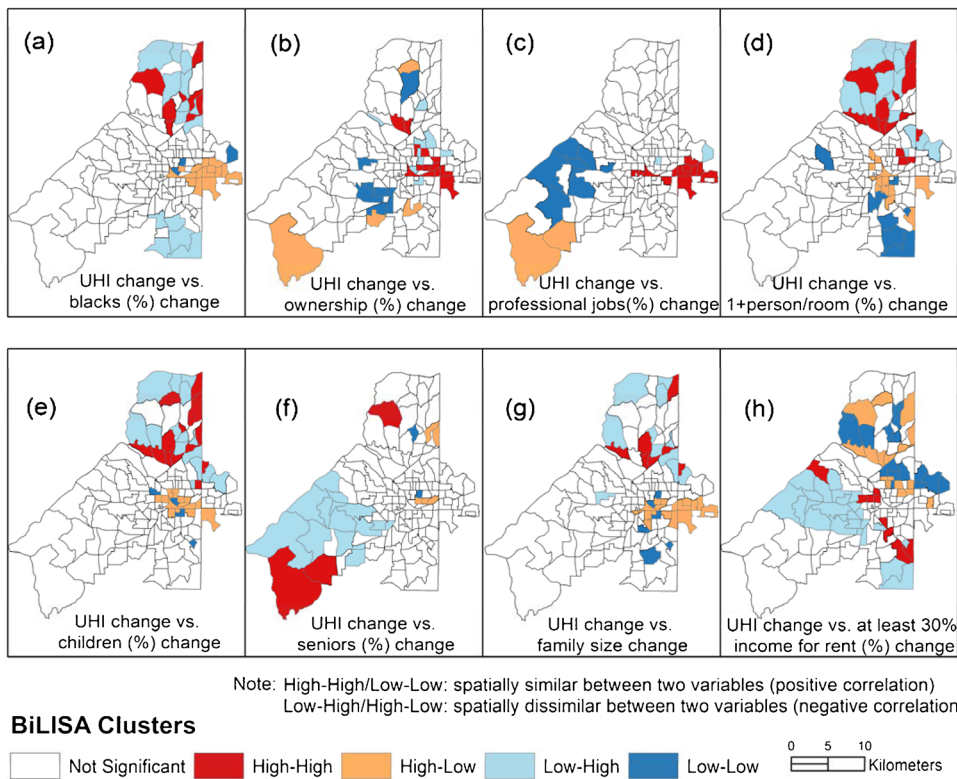 (a)
UHI change vs.
blacks (%) change
(b)
UHI change vs.
ownership (%) change
(c)
UHI change vs.
professional jobs(%) change
(d)
UHI change vs.
1+person/room (%) change
(e)
UHI change vs.
children (%) change
(f)
UHI change vs.
seniors (%) change
(g)
UHI change vs.
family size change
(h)
UHI change vs. at least 30%
income for rent (%) change
Note: High-High/Low-Low: spatially similar between two variables (positive correlation)
Low-High/High-Low: spatially dissimilar between two variables (negative correlation
BiLISA Clusters
Not Significant High-High High-Low Low-High Low-Low
0 5 10
Kilometers